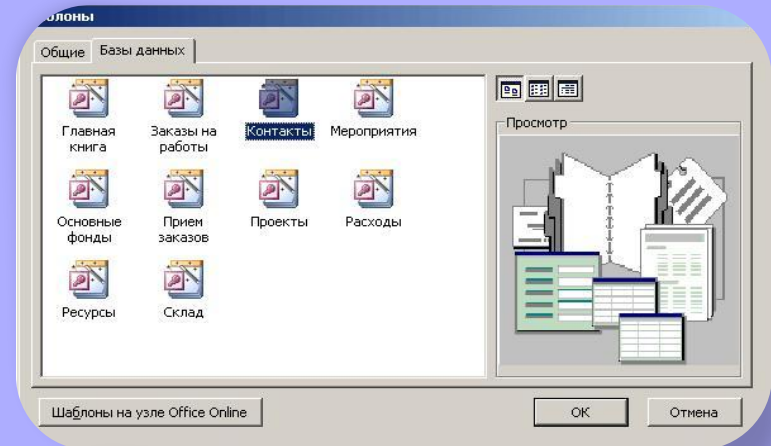 блоны
Общие Базы данных
Просмотр
Главная книга
Заказы на работы
Контакты
Мероприятия
Основные фонды
Прием заказов
Проекты
Расходы
Ресурсы
Склад
Шаблоны на узле Office Online
ОК
Отмена